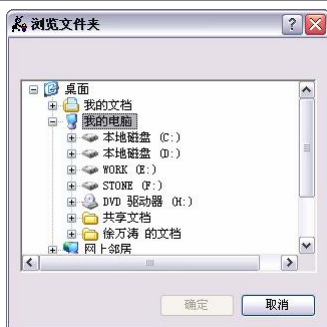 浏览文件夹
桌面
我的文档
我的电脑
本地磁盘 (C:)
本地磁盘 (D:)
WORK (E:)
STONE (F:)
DVD 驱动器 (H:)
共享文档
徐万涛 的文档
网上邻居
确定
取消